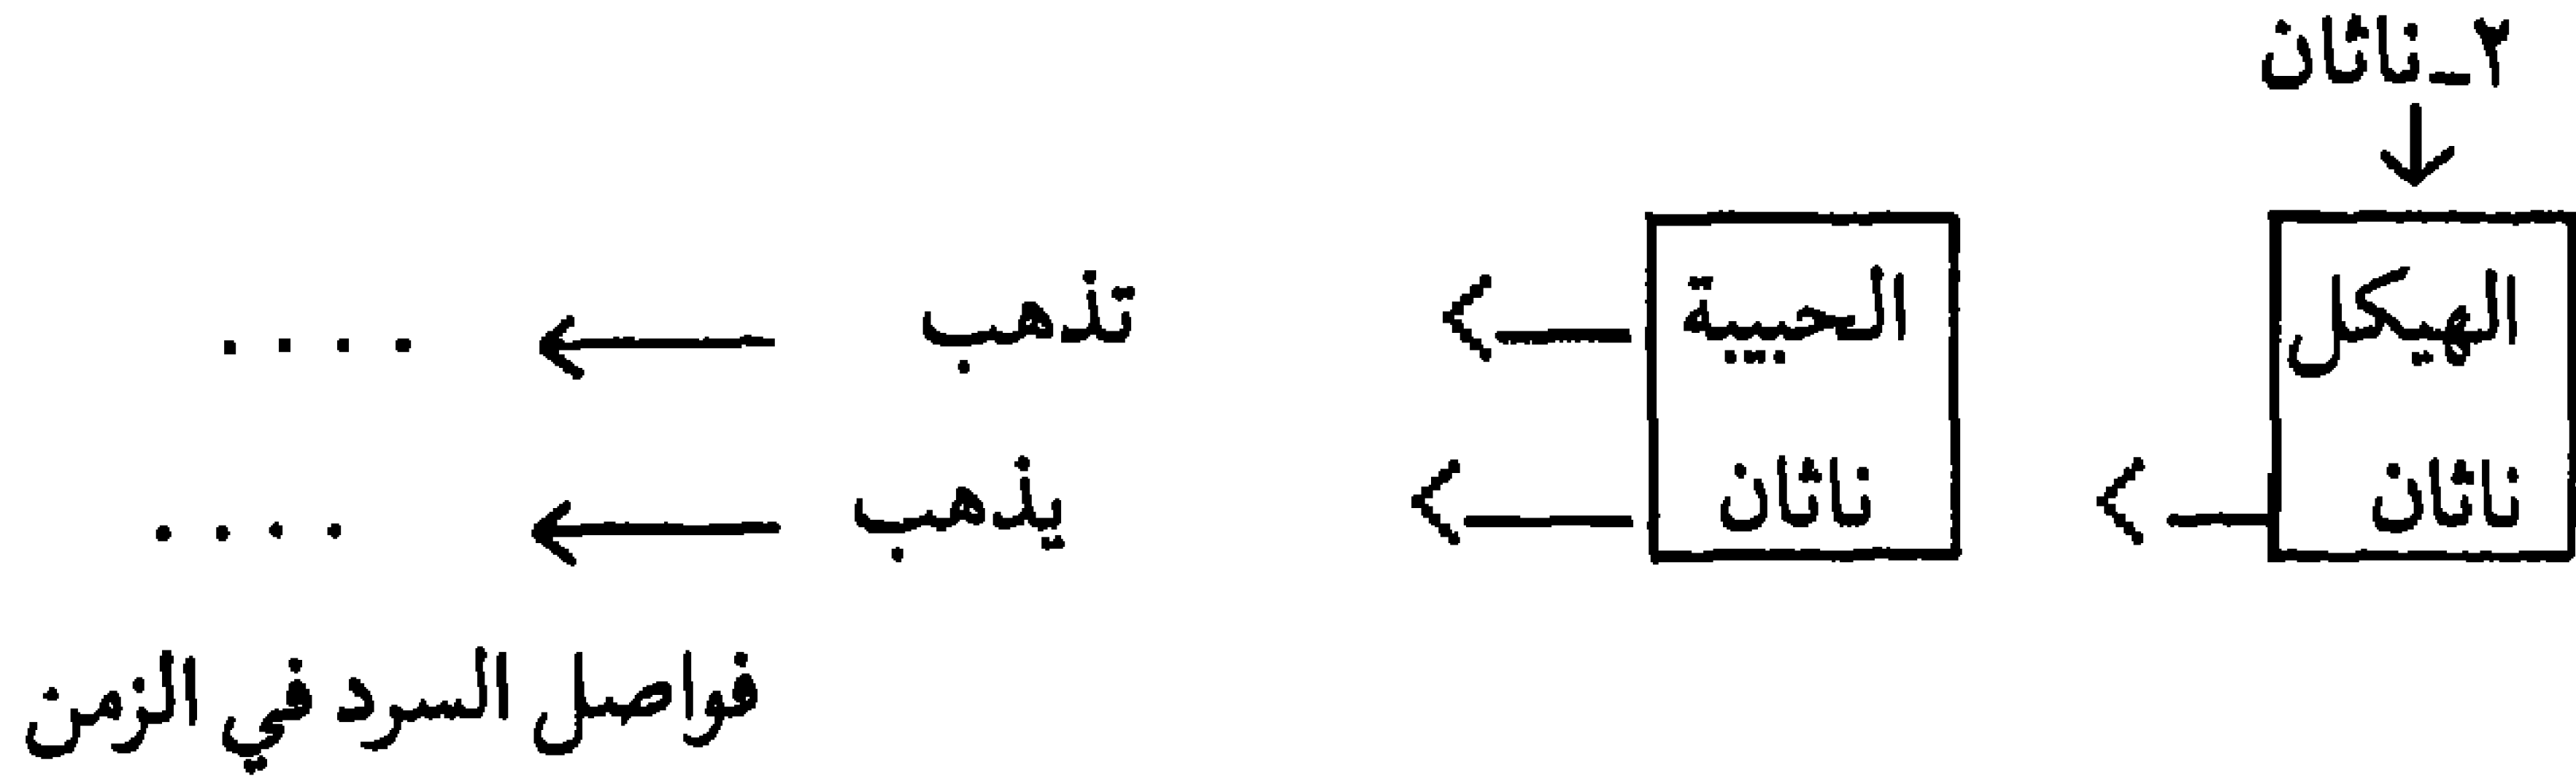 ٢ـ ناثان
الهيكل الحبيبة تذهب ....
ناثان ناثان يذهب ....
فواصل السرد في الزمن